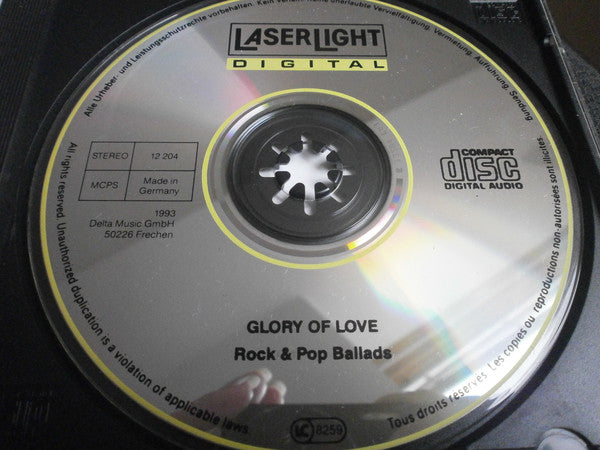 LASERLIGHT
DIGITAL
Alle Urheber- und Leistungsschutzrechte vorbehalten. Kein Verleih! Keine unerlaubte Vervielfältigung, Vermietung, Aufführung, Sendung.
STEREO 12 204
MCPS Made in
Germany
1993
Delta Music GmbH
50226 Frechen
COMPACT
disc
DIGITAL AUDIO
GLORY OF LOVE
Rock & Pop Ballads
All rights reserved. Unauthorized duplication is a violation of applicable laws.
LC 8259
Tous droits reservés. Les copies ou reproductions non-autorisées sont illicites.